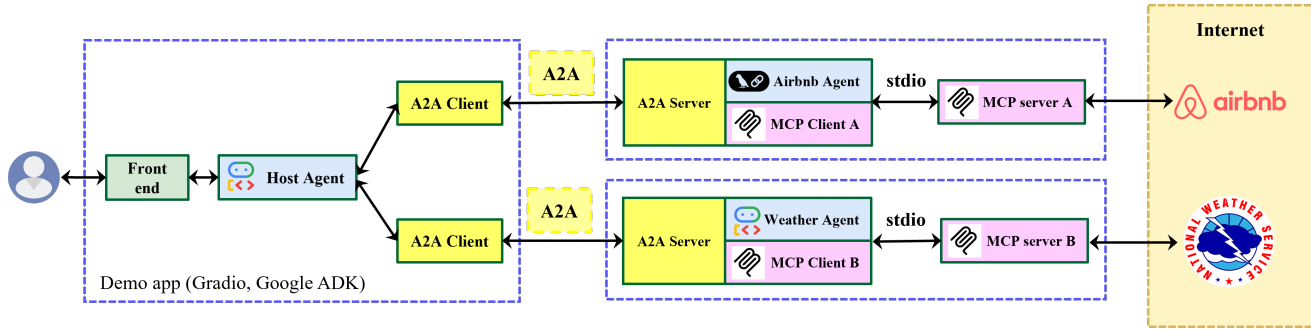 Internet
A2A
A2A Client
A2A Server
Airbnb Agent
MCP Client A
stdio
MCP server A
airbnb
Front
end
Host Agent
A2A
A2A Client
A2A Server
Weather Agent
MCP Client B
stdio
MCP server B
NATIONAL WEATHER SERVICE
Demo app (Gradio, Google ADK)